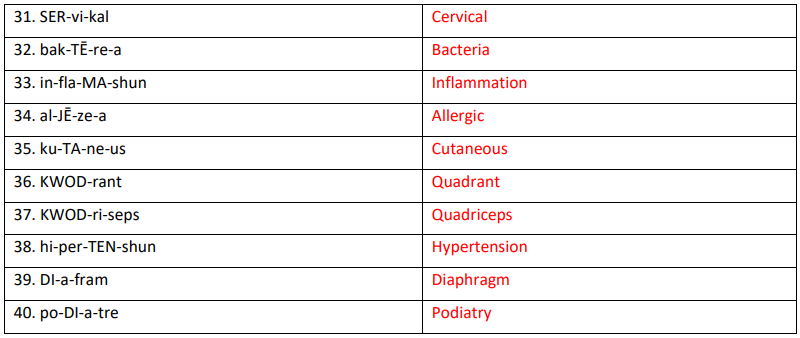 31. SER-vi-kal Cervical
32. bak-TĒ-re-a Bacteria
33. in-fla-MA-shun Inflammation
34. al-JĒ-ze-a Allergic
35. ku-TA-ne-us Cutaneous
36. KWOD-rant Quadrant
37. KWOD-ri-seps Quadriceps
38. hi-per-TEN-shun Hypertension
39. DI-a-fram Diaphragm
40. po-DI-a-tre Podiatry